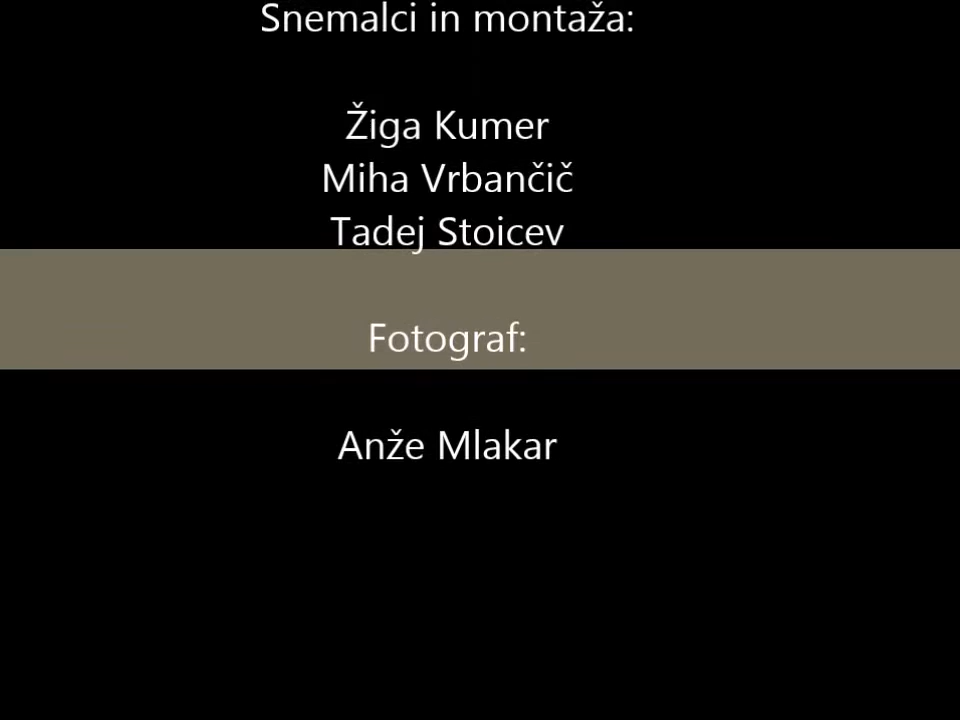 Snemalci in montaža:
Žiga Kumer
Miha Vrbančič
Tadej Stoicev
Fotograf:
Anže Mlakar